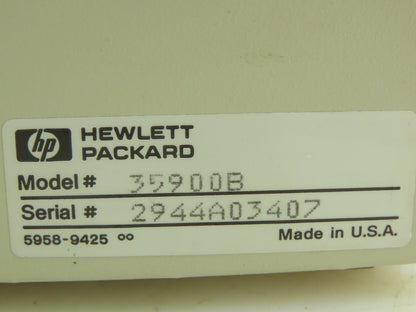 hp HEWLETT
PACKARD
Model # 35900B
Serial # 2944A03407
5958-9425 00 Made in U.S.A.